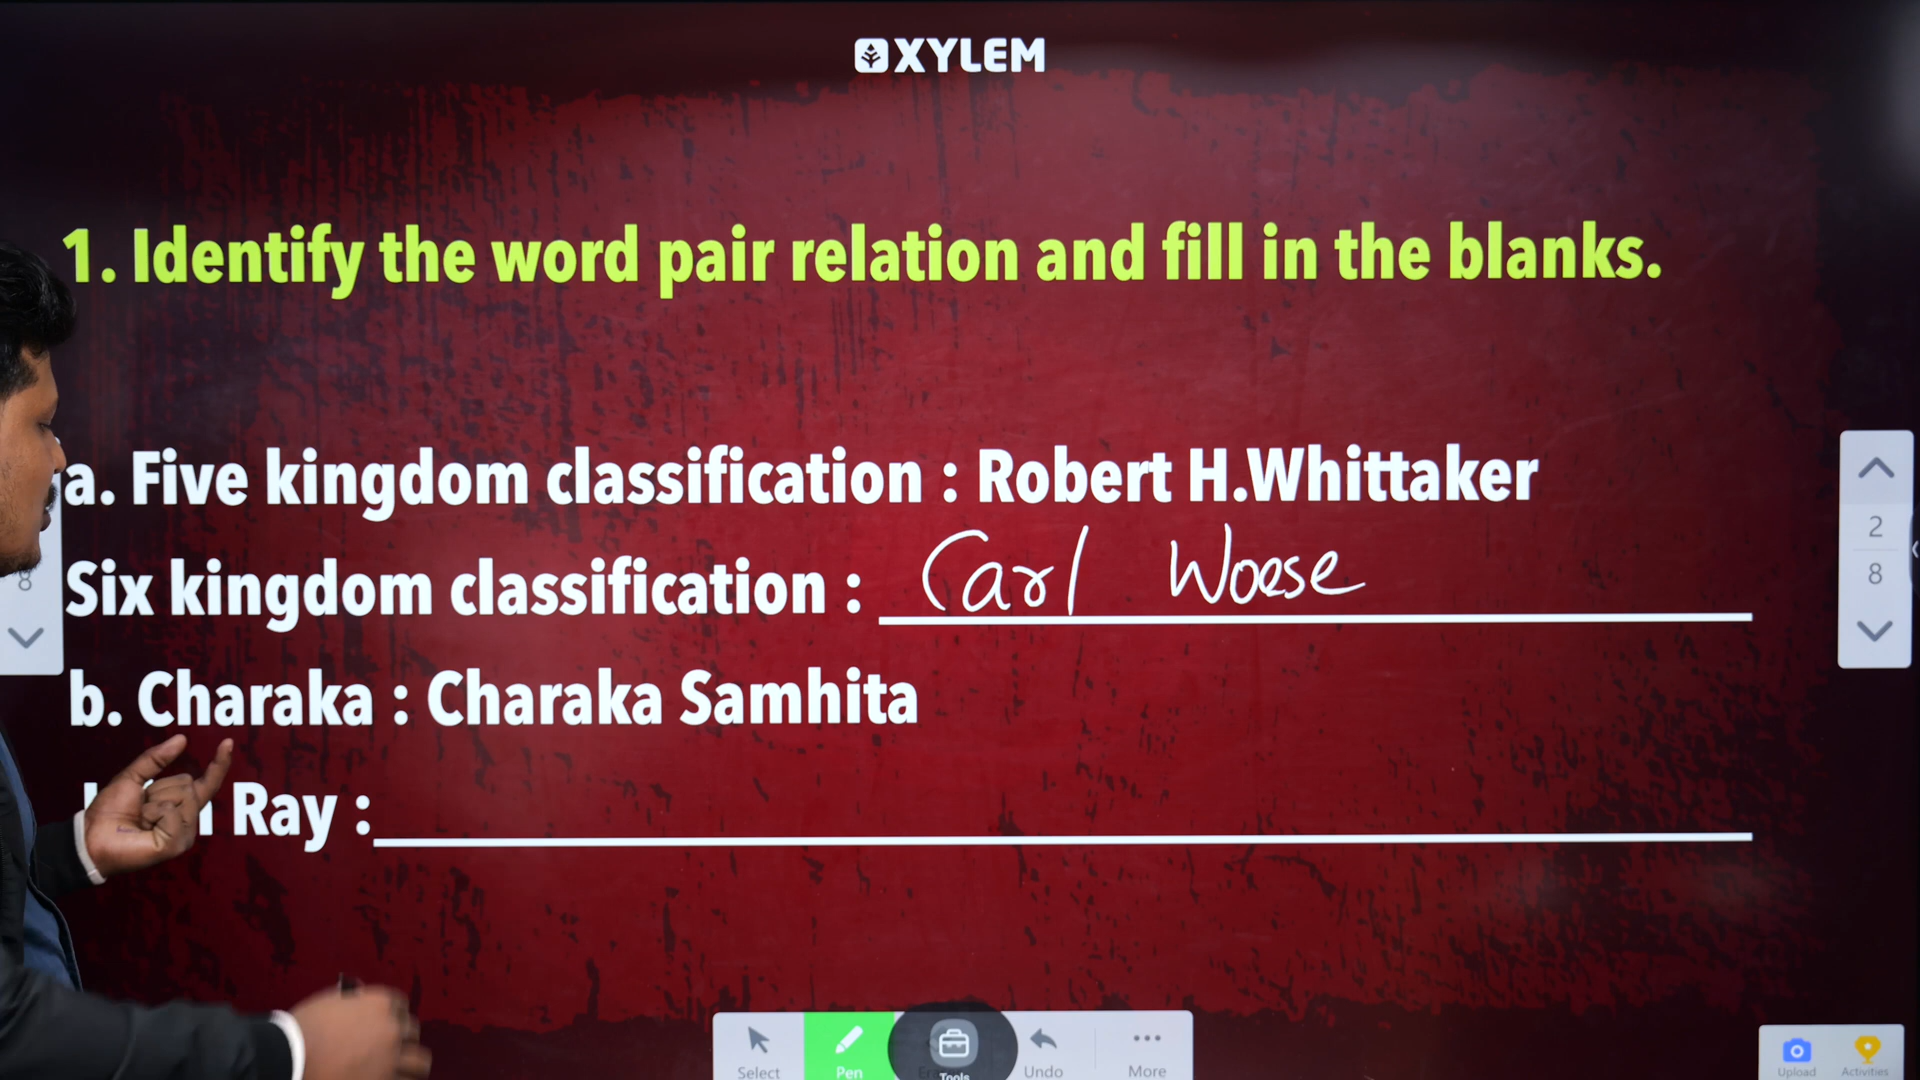 XYLEM
1. Identify the word pair relation and fill in the blanks.
a. Five kingdom classification : Robert H.Whittaker
Six kingdom classification : Carl Woese
b. Charaka : Charaka Samhita
Ray :
8
2
8
Select
Pen
Tools
Undo
More
Upload
Activities